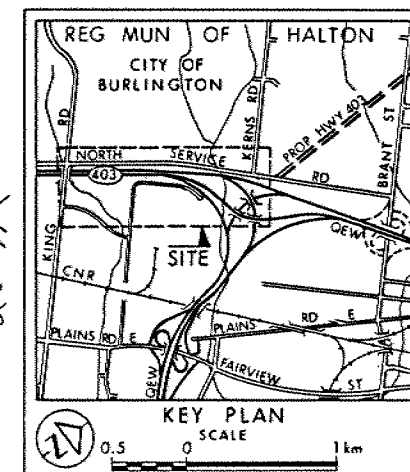 REG MUN OF HALTON
CITY OF
BURLINGTON
KING RD
KERNS RD
PROP HWY 403
BRANT ST
NORTH SERVICE RD
403
QEW
SITE
CNR
PLAINS RD E
PLAINS RD E
QEW
FAIRVIEW ST
KEY PLAN
SCALE
0.5 0 1 km